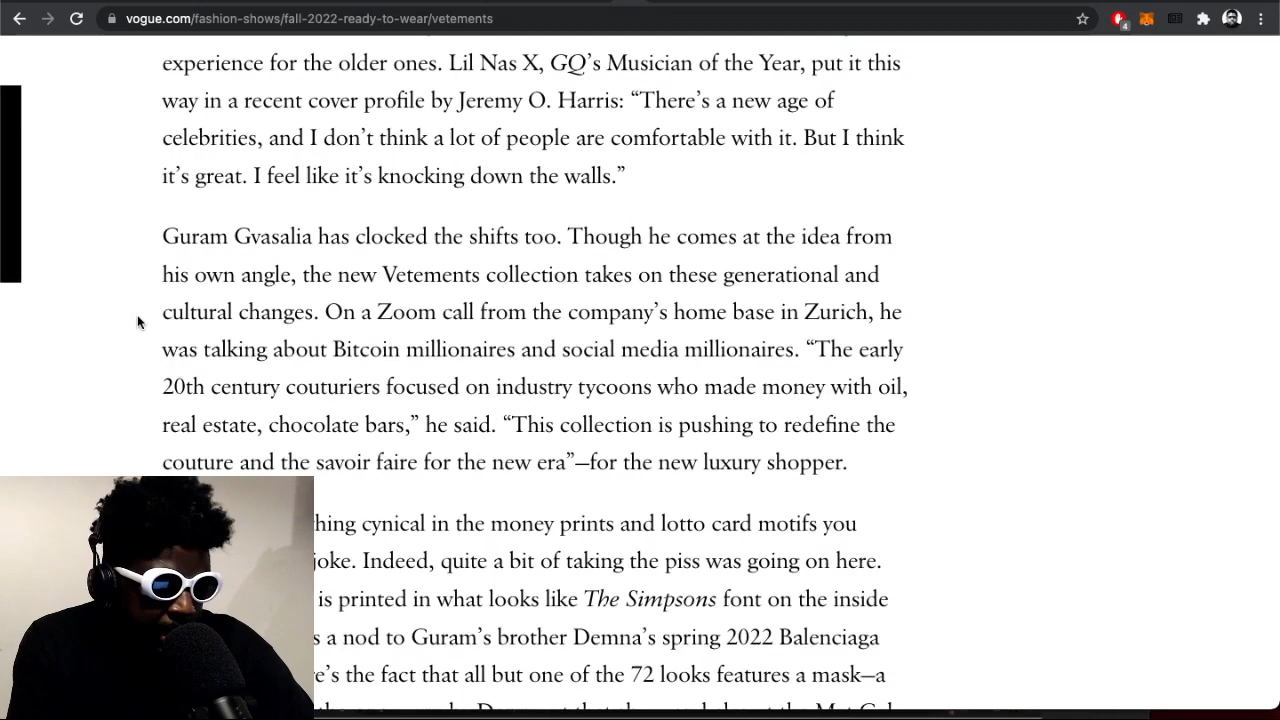 vogue.com/fashion-shows/fall-2022-ready-to-wear/vetements
4
experience for the older ones. Lil Nas X, GQ’s Musician of the Year, put it this
way in a recent cover profile by Jeremy O. Harris: “There’s a new age of
celebrities, and I don’t think a lot of people are comfortable with it. But I think
it’s great. I feel like it’s knocking down the walls.”
Guram Gvasalia has clocked the shifts too. Though he comes at the idea from
his own angle, the new Vetements collection takes on these generational and
cultural changes. On a Zoom call from the company’s home base in Zurich, he
was talking about Bitcoin millionaires and social media millionaires. “The early
20th century couturiers focused on industry tycoons who made money with oil,
real estate, chocolate bars,” he said. “This collection is pushing to redefine the
couture and the savoir faire for the new era”—for the new luxury shopper.
cynical in the money prints and lotto card motifs you
joke. Indeed, quite a bit of taking the piss was going on here.
is printed in what looks like The Simpsons font on the inside
a nod to Guram’s brother Demna’s spring 2022 Balenciaga
the fact that all but one of the 72 looks features a mask—a